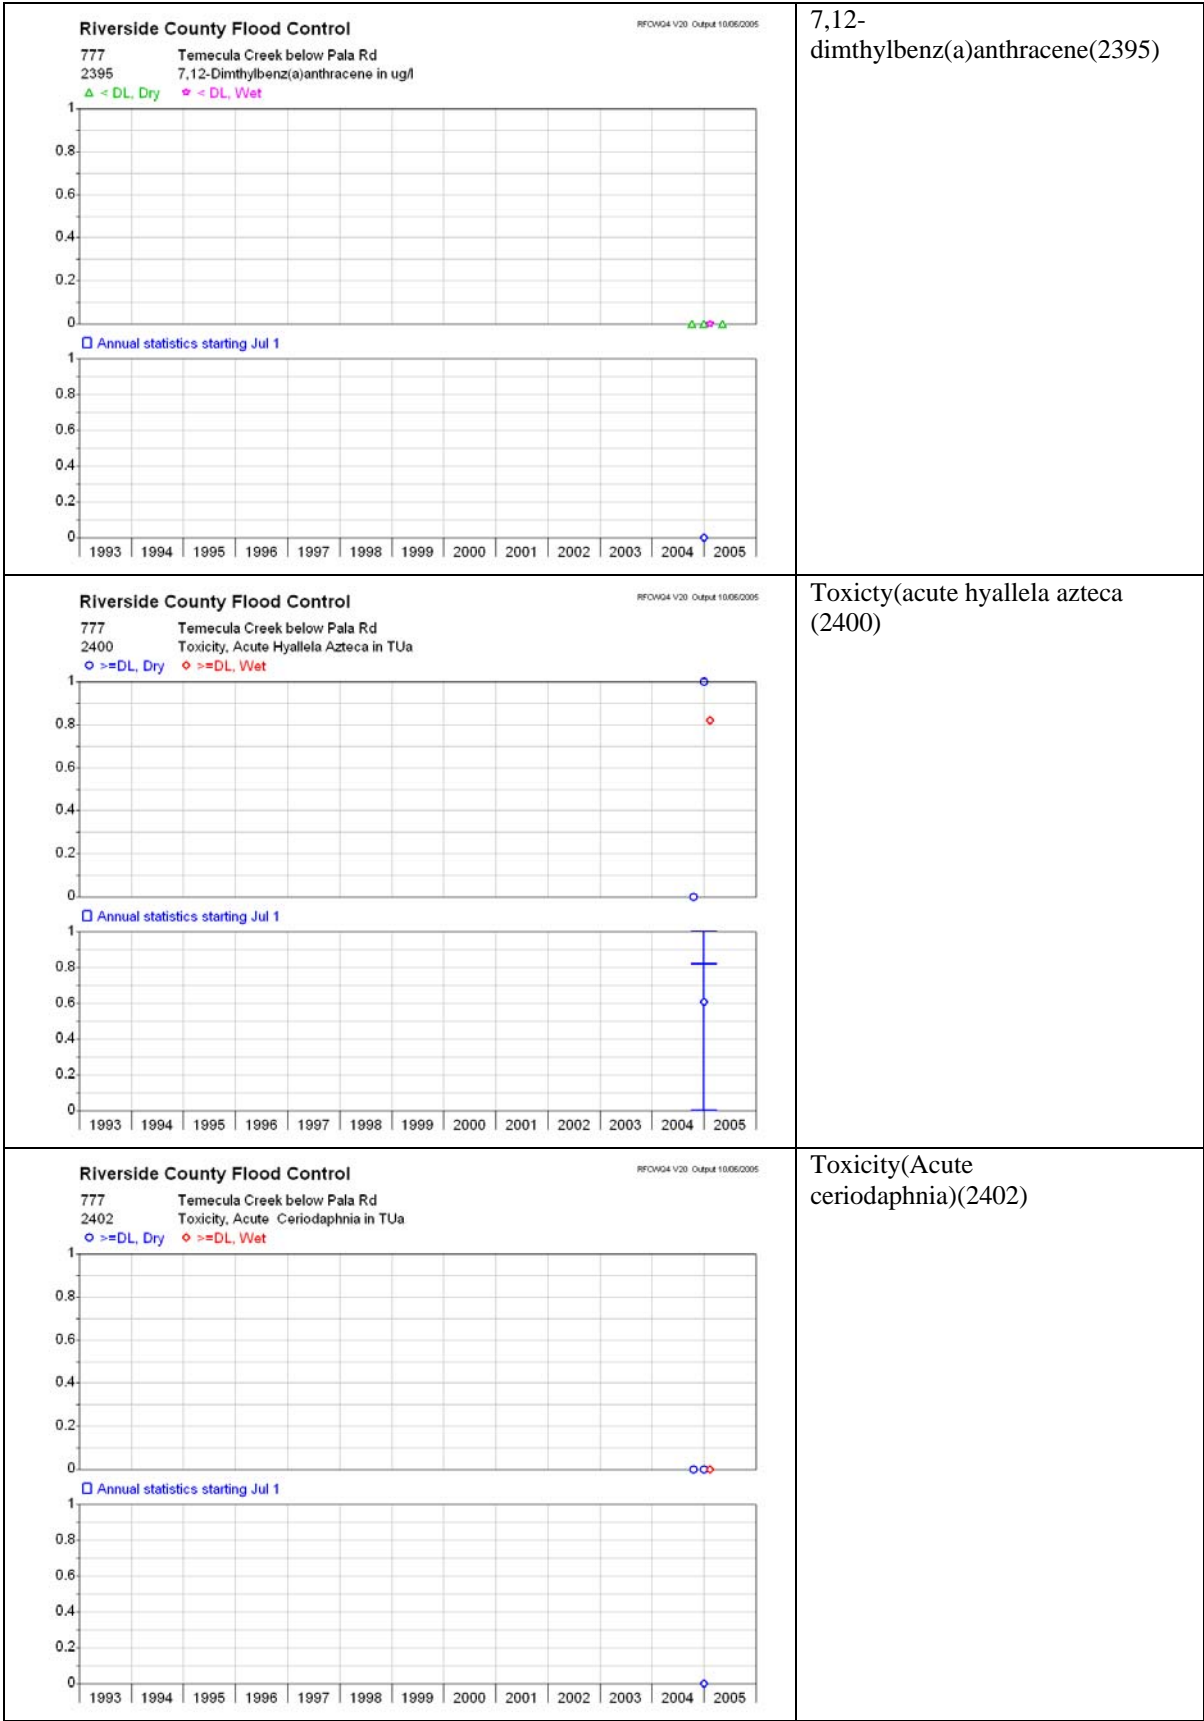 Riverside County Flood Control
RFCWQ4 V20 Output 10/06/2005
777 Temecula Creek below Pala Rd
2395 7,12-Dimthylbenz(a)anthracene in ug/l
< DL, Dry < DL, Wet
1
0.8
0.6
0.4
0.2
0
Annual statistics starting Jul 1
1
0.8
0.6
0.4
0.2
0
1993 1994 1995 1996 1997 1998 1999 2000 2001 2002 2003 2004 2005
7,12-
dimthylbenz(a)anthracene(2395)
Riverside County Flood Control
RFCWQ4 V20 Output 10/06/2005
777 Temecula Creek below Pala Rd
2400 Toxicity, Acute Hyallela Azteca in TUa
>=DL, Dry >=DL, Wet
1
0.8
0.6
0.4
0.2
0
Annual statistics starting Jul 1
1
0.8
0.6
0.4
0.2
0
1993 1994 1995 1996 1997 1998 1999 2000 2001 2002 2003 2004 2005
Toxicty(acute hyallela azteca
(2400)
Riverside County Flood Control
RFCWQ4 V20 Output 10/06/2005
777 Temecula Creek below Pala Rd
2402 Toxicity, Acute Ceriodaphnia in TUa
>=DL, Dry >=DL, Wet
1
0.8
0.6
0.4
0.2
0
Annual statistics starting Jul 1
1
0.8
0.6
0.4
0.2
0
1993 1994 1995 1996 1997 1998 1999 2000 2001 2002 2003 2004 2005
Toxicity(Acute
ceriodaphnia)(2402)